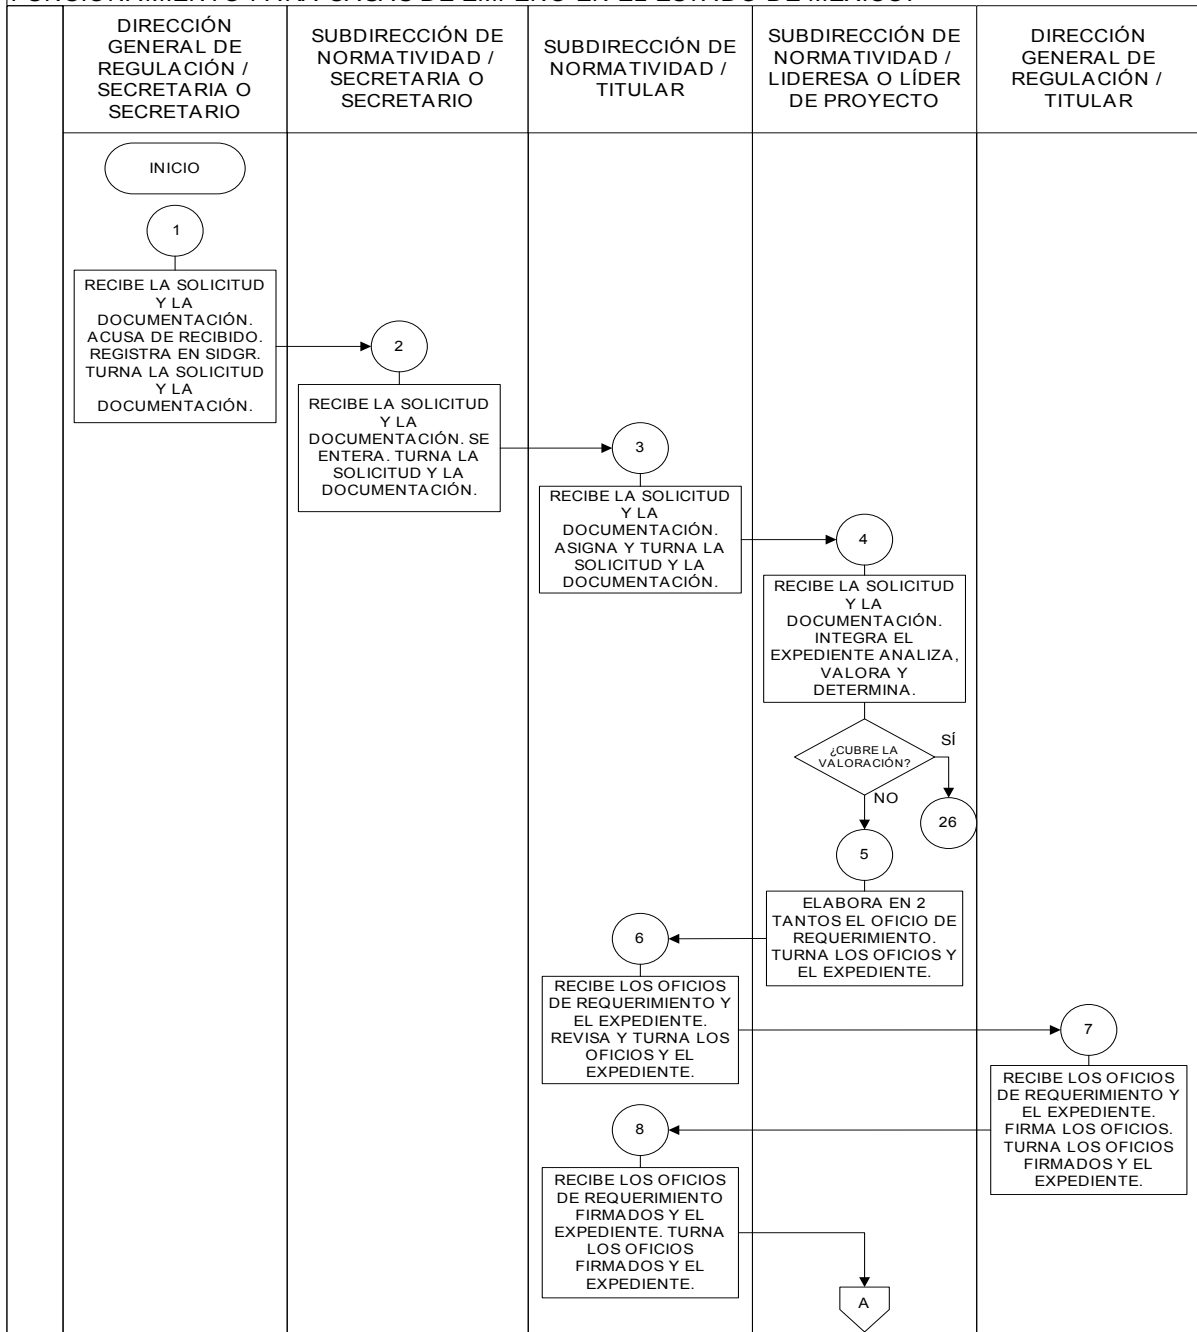 FUNCIONAMIENTO PARA CASAS DE EMPEÑO EN EL ESTADO DE MÉXICO.
DIRECCIÓN
GENERAL DE
REGULACIÓN /
SECRETARIA O
SECRETARIO
SUBDIRECCIÓN DE
NORMATIVIDAD /
SECRETARIA O
SECRETARIO
SUBDIRECCIÓN DE
NORMATIVIDAD /
TITULAR
SUBDIRECCIÓN DE
NORMATIVIDAD /
LIDERESA O LÍDER
DE PROYECTO
DIRECCIÓN
GENERAL DE
REGULACIÓN /
TITULAR
INICIO
1
RECIBE LA SOLICITUD
Y LA
DOCUMENTACIÓN.
ACUSA DE RECIBIDO.
REGISTRA EN SIDGR.
TURNA LA SOLICITUD
Y LA
DOCUMENTACIÓN.
2
RECIBE LA SOLICITUD
Y LA
DOCUMENTACIÓN. SE
ENTERA. TURNA LA
SOLICITUD Y LA
DOCUMENTACIÓN.
3
RECIBE LA SOLICITUD
Y LA
DOCUMENTACIÓN.
ASIGNA Y TURNA LA
SOLICITUD Y LA
DOCUMENTACIÓN.
4
RECIBE LA SOLICITUD
Y LA
DOCUMENTACIÓN.
INTEGRA EL
EXPEDIENTE ANALIZA,
VALORA Y
DETERMINA.
¿CUBRE LA
VALORACIÓN?
SÍ
NO
26
5
ELABORA EN 2
TANTOS EL OFICIO DE
REQUERIMIENTO.
TURNA LOS OFICIOS Y
EL EXPEDIENTE.
6
RECIBE LOS OFICIOS
DE REQUERIMIENTO Y
EL EXPEDIENTE.
REVISA Y TURNA LOS
OFICIOS Y EL
EXPEDIENTE.
7
RECIBE LOS OFICIOS
DE REQUERIMIENTO Y
EL EXPEDIENTE.
FIRMA LOS OFICIOS.
TURNA LOS OFICIOS
FIRMADOS Y EL
EXPEDIENTE.
8
RECIBE LOS OFICIOS
DE REQUERIMIENTO
FIRMADOS Y EL
EXPEDIENTE. TURNA
LOS OFICIOS
FIRMADOS Y EL
EXPEDIENTE.
A